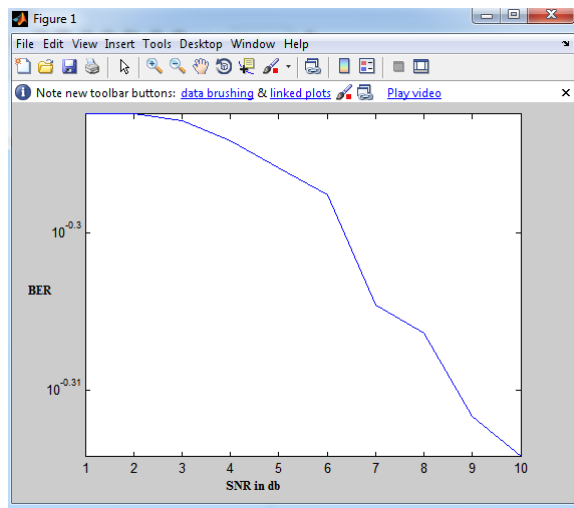 Figure 1
File Edit View Insert Tools Desktop Window Help
Note new toolbar buttons: data brushing & linked plots Play video
10^-0.3
BER
10^-0.31
1 2 3 4 5 6 7 8 9 10
SNR in db